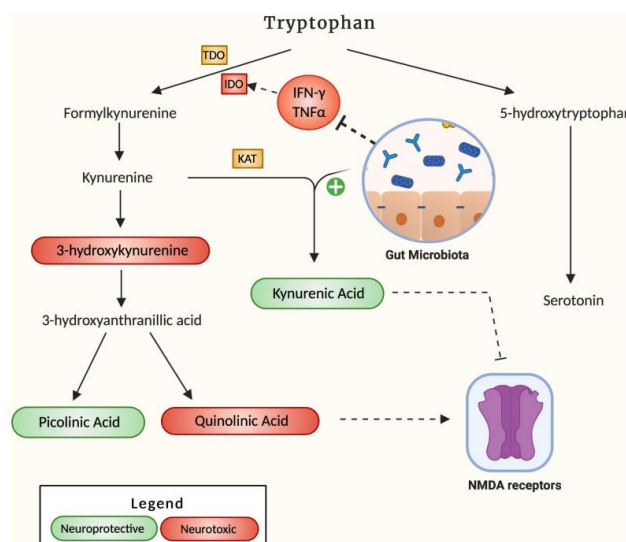 Tryptophan
TDO
IDO
IFN-γ
TNFα
Formylkynurenine
5-hydroxytryptophan
KAT
Kynurenine
Gut Microbiota
3-hydroxykynurenine
Kynurenic Acid
Serotonin
3-hydroxyanthranillic acid
Picolinic Acid
Quinolinic Acid
NMDA receptors
Legend
Neuroprotective
Neurotoxic